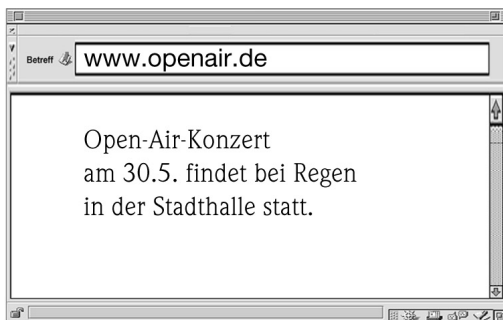 Betreff www.openair.de
Open-Air-Konzert
am 30.5. findet bei Regen
in der Stadthalle statt.